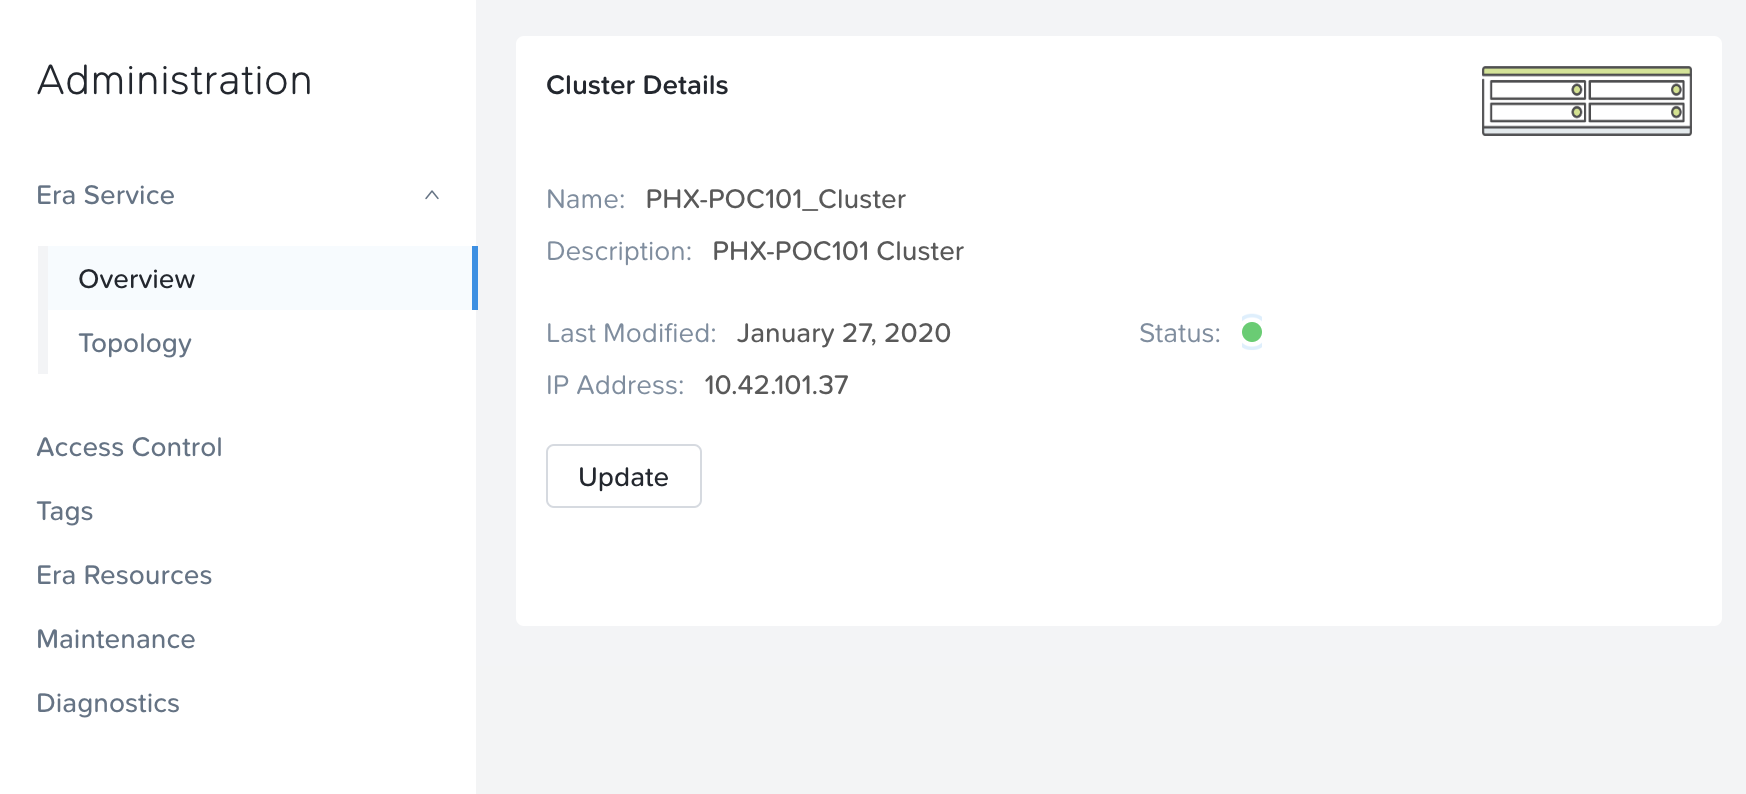 Administration
Era Service
Overview
Topology
Access Control
Tags
Era Resources
Maintenance
Diagnostics
Cluster Details
Name: PHX-POC101_Cluster
Description: PHX-POC101 Cluster
Last Modified: January 27, 2020 Status:
IP Address: 10.42.101.37
Update